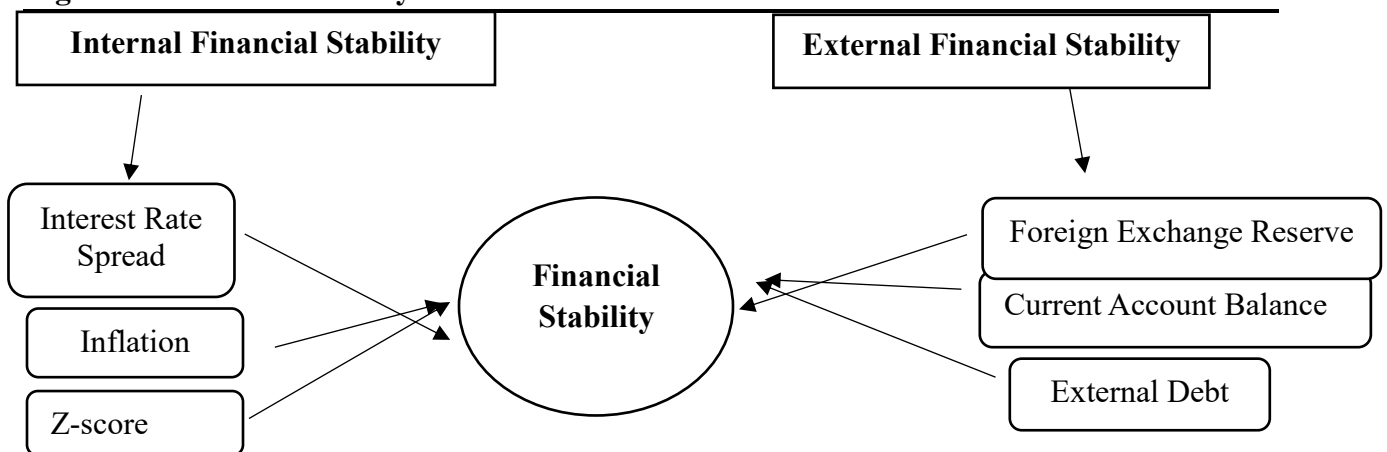 Internal Financial Stability
External Financial Stability
Interest Rate
Spread
Inflation
Z-score
Financial
Stability
Foreign Exchange Reserve
Current Account Balance
External Debt